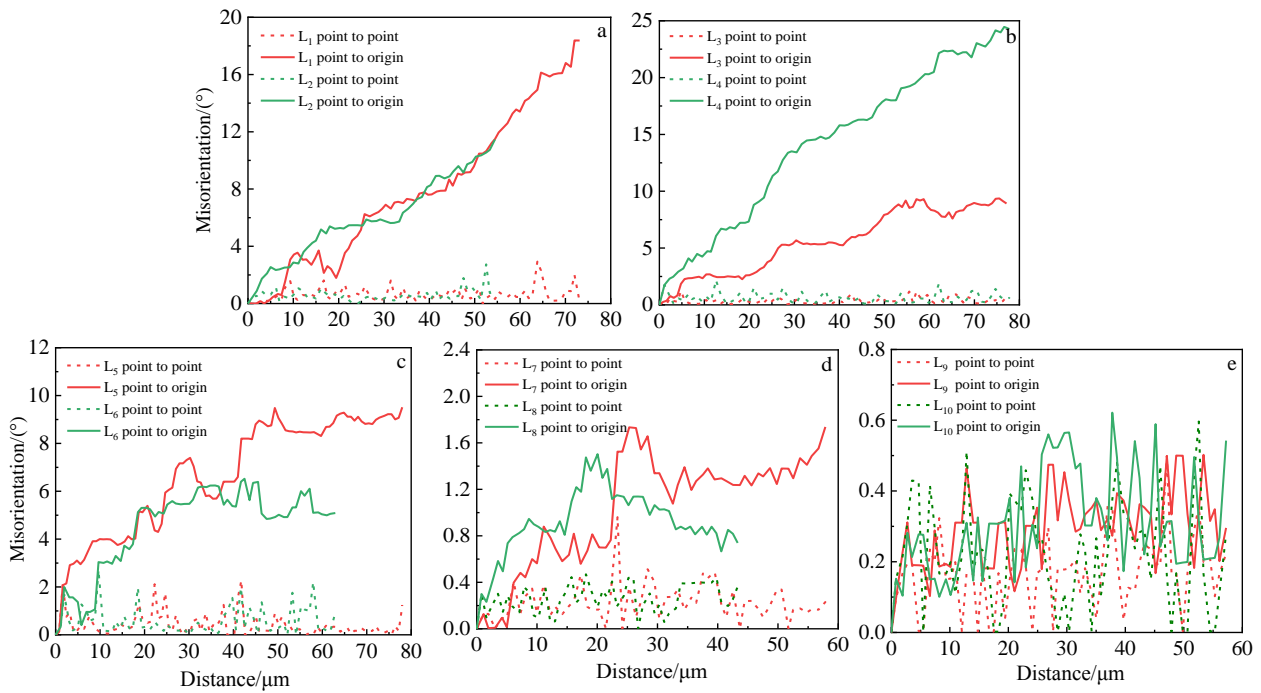 a
L₁ point to point
L₁ point to origin
L₂ point to point
L₂ point to origin
Misorientation/(°)
20
16
12
8
4
0
0 10 20 30 40 50 60 70 80
b
L₃ point to point
L₃ point to origin
L₄ point to point
L₄ point to origin
25
20
15
10
5
0
0 10 20 30 40 50 60 70 80
c
L₅ point to point
L₅ point to origin
L₆ point to point
L₆ point to origin
Misorientation/(°)
12
10
8
6
4
2
0
0 10 20 30 40 50 60 70 80
Distance/μm
d
L₇ point to point
L₇ point to origin
L₈ point to point
L₈ point to origin
2.4
2.0
1.6
1.2
0.8
0.4
0.0
0 10 20 30 40 50 60
Distance/μm
e
L₉ point to point
L₉ point to origin
L₁₀ point to point
L₁₀ point to origin
0.8
0.6
0.4
0.2
0.0
0 10 20 30 40 50 60
Distance/μm